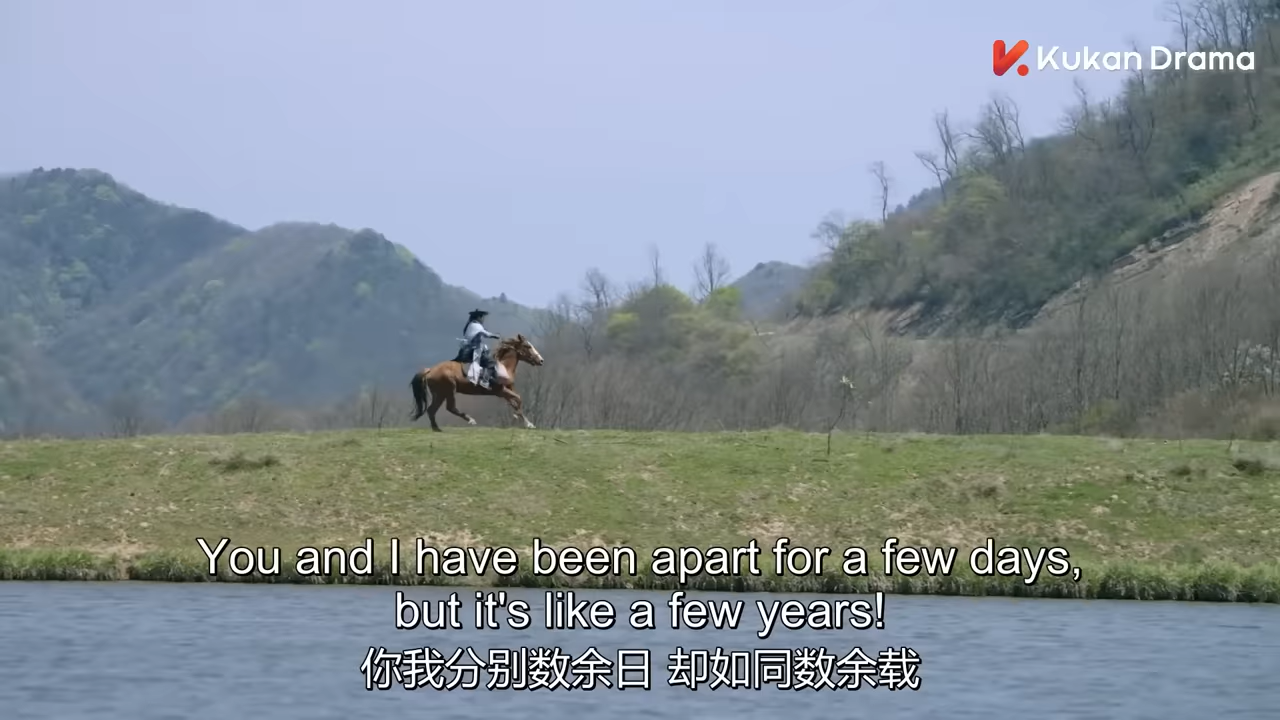 Kukan Drama
You and I have been apart for a few days,
but it's like a few years!
你我分别数余日 却如同数余载